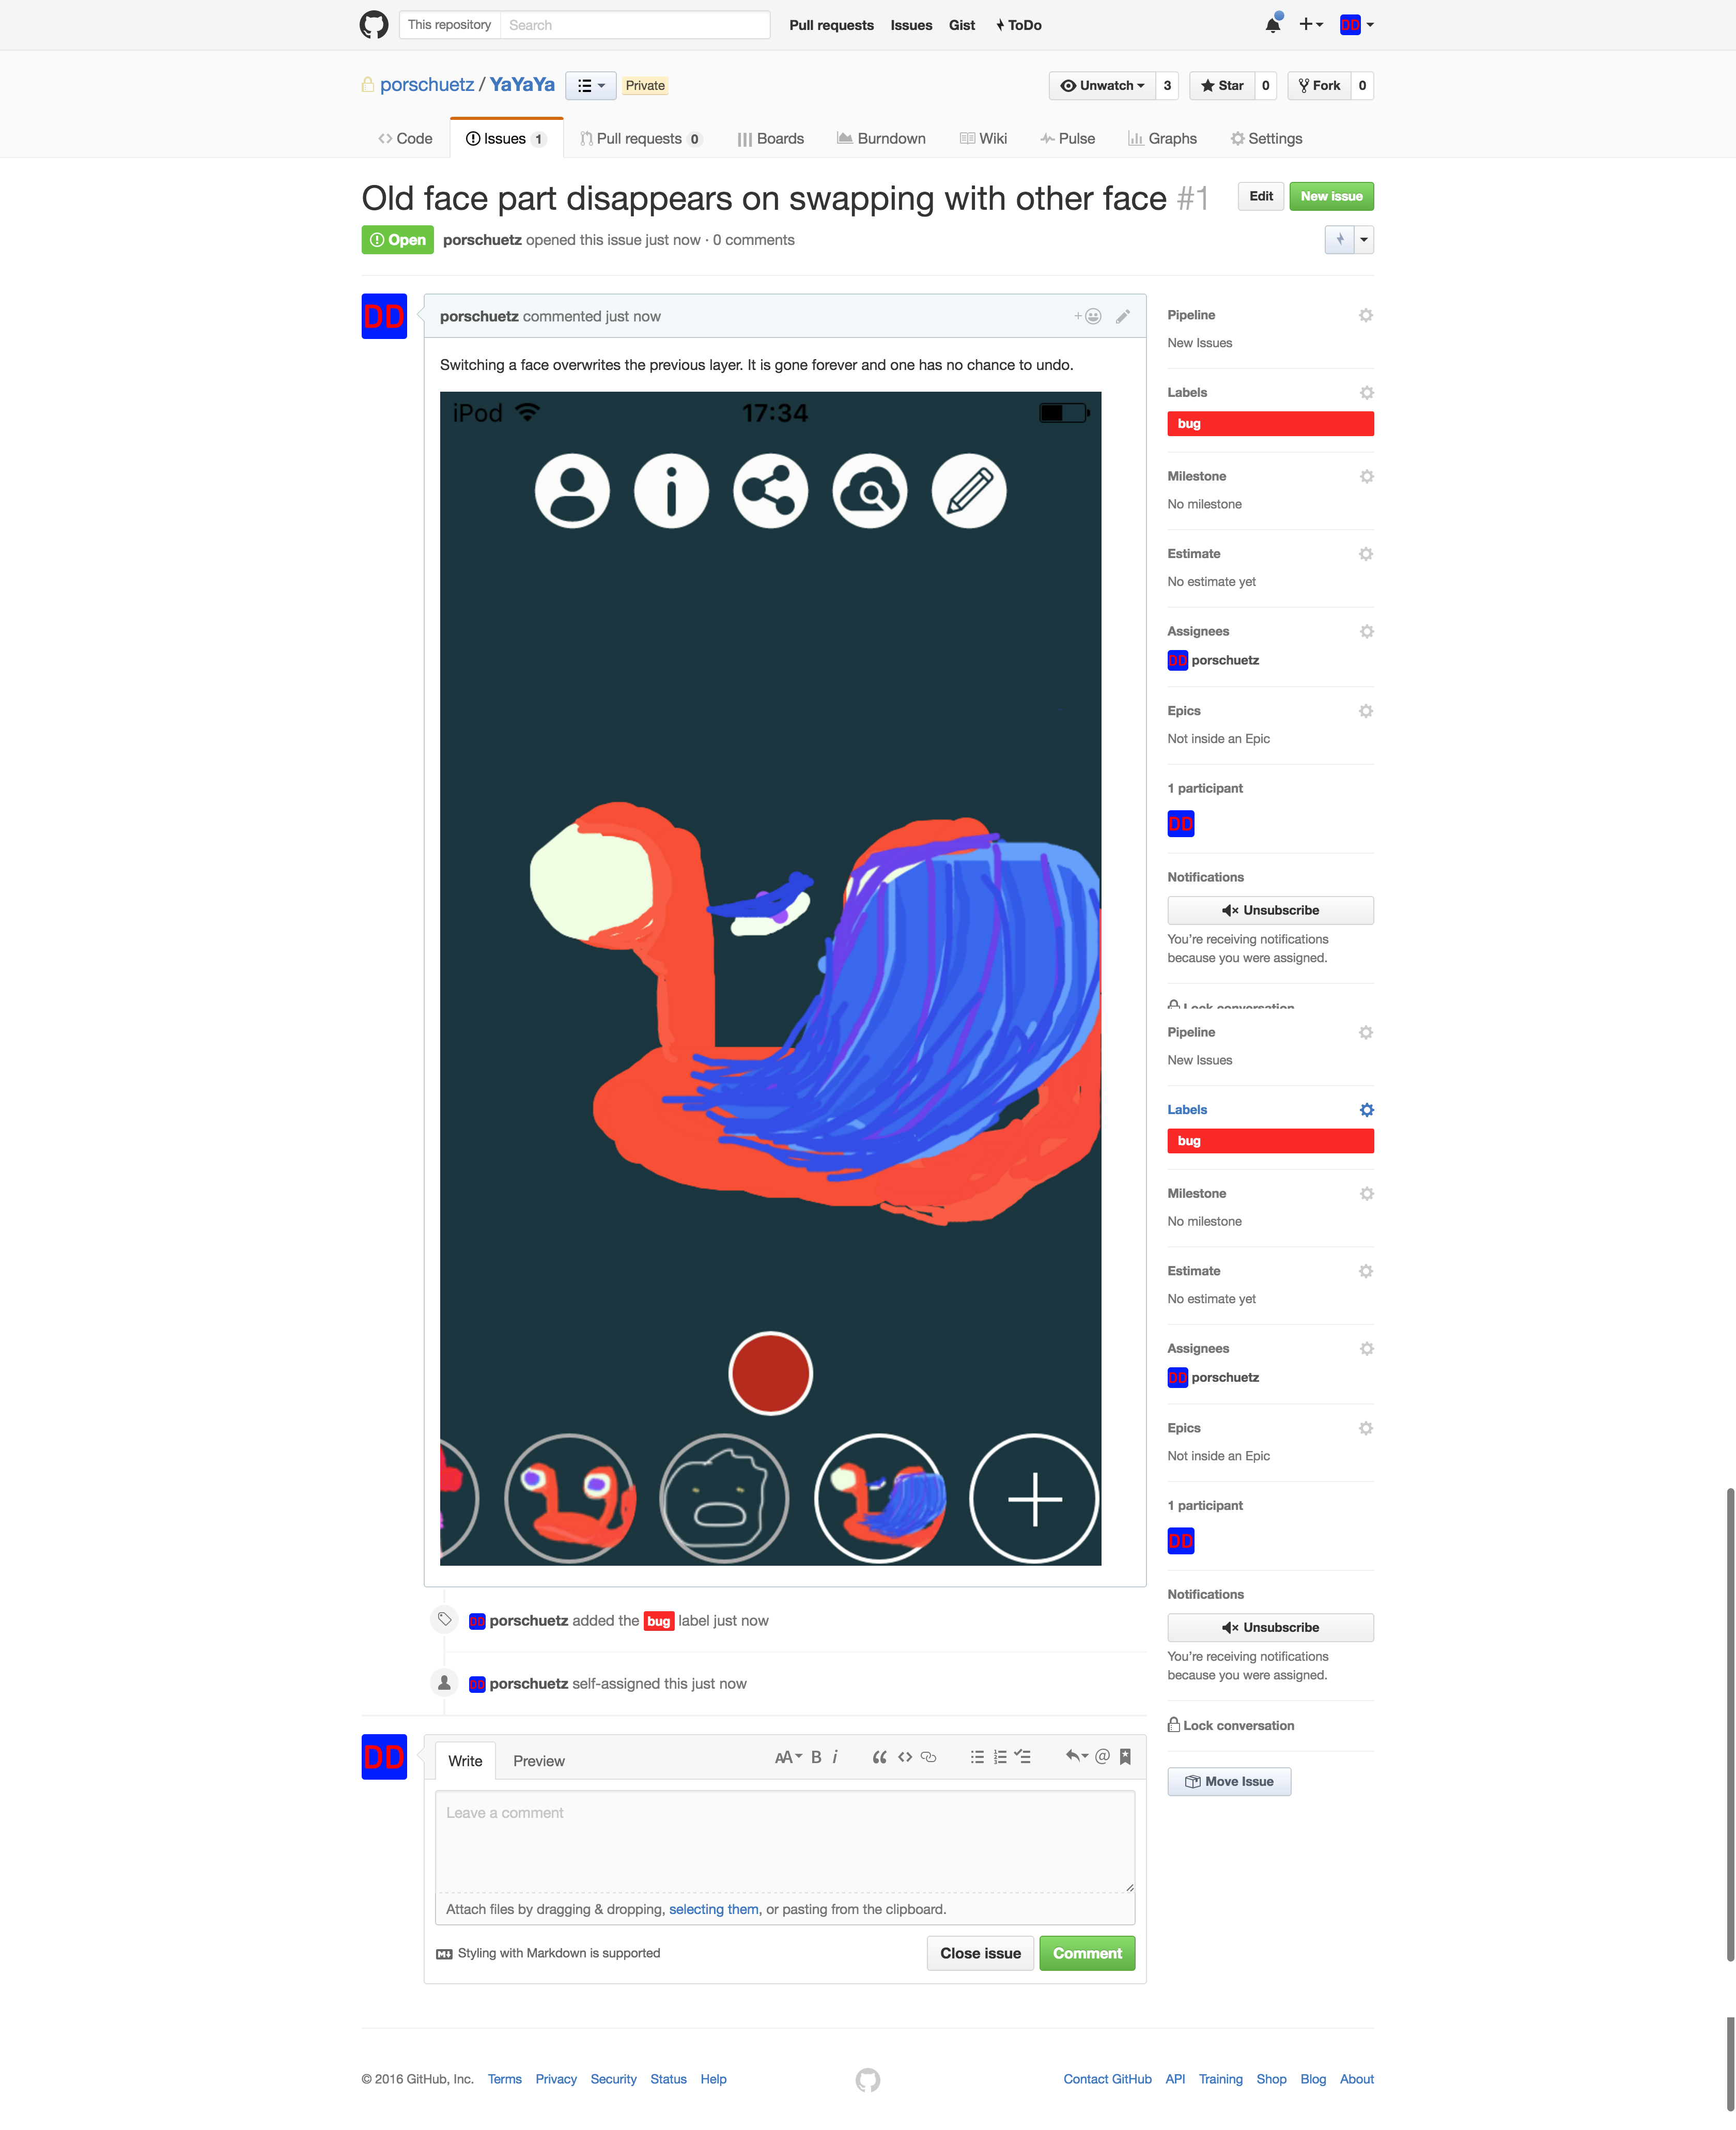 This repository Search Pull requests Issues Gist ToDo DD
porschuetz / YaYaYa Private Unwatch 3 Star 0 Fork 0
Code Issues 1 Pull requests 0 Boards Burndown Wiki Pulse Graphs Settings
Old face part disappears on swapping with other face #1 Edit New issue
Open porschuetz opened this issue just now · 0 comments
DD
porschuetz commented just now
Switching a face overwrites the previous layer. It is gone forever and one has no chance to undo.
iPod 17:34
Pipeline
New Issues
Labels
bug
Milestone
No milestone
Estimate
No estimate yet
Assignees
DD porschuetz
Epics
Not inside an Epic
1 participant
DD
Notifications
Unsubscribe
You're receiving notifications
because you were assigned.
Lock conversation
Pipeline
New Issues
Labels
bug
Milestone
No milestone
Estimate
No estimate yet
Assignees
DD porschuetz
Epics
Not inside an Epic
1 participant
DD
Notifications
Unsubscribe
You're receiving notifications
because you were assigned.
Lock conversation
Move Issue
DD porschuetz added the bug label just now
DD porschuetz self-assigned this just now
DD
Write Preview AA B i “ <> @
Leave a comment
Attach files by dragging & dropping, selecting them, or pasting from the clipboard.
Styling with Markdown is supported Close issue Comment
© 2016 GitHub, Inc. Terms Privacy Security Status Help Contact GitHub API Training Shop Blog About